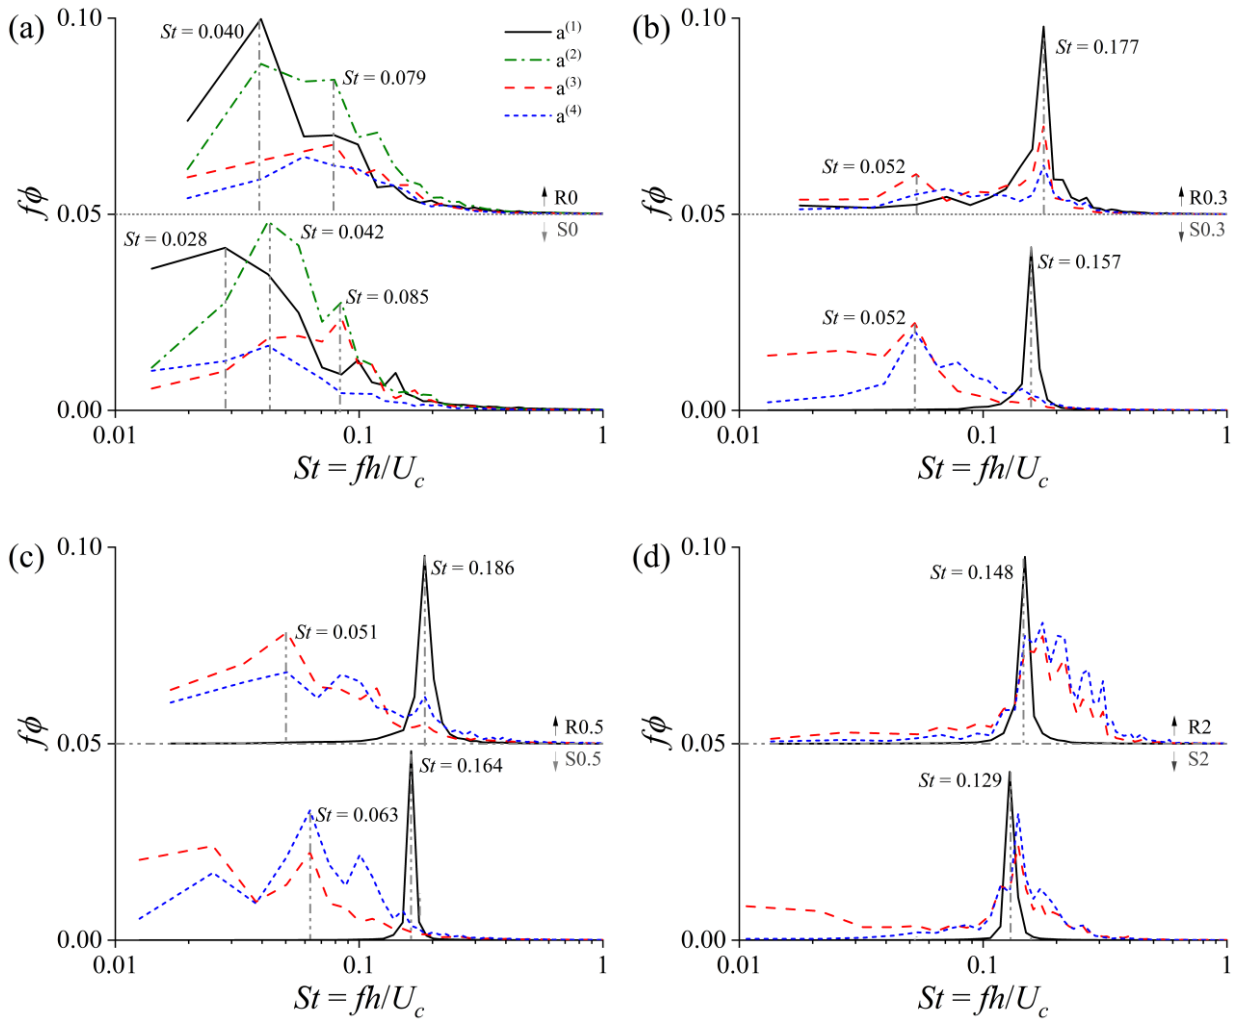 (a)
0.10
St = 0.040
a(1)
a(2)
St = 0.079
a(3)
a(4)
fϕ
R0
0.05
S0
St = 0.028
St = 0.042
St = 0.085
0.00
0.01
0.1
1
St = fh/Uc
(b)
0.10
St = 0.177
St = 0.052
fϕ
R0.3
0.05
S0.3
St = 0.157
St = 0.052
0.00
0.01
0.1
1
St = fh/Uc
(c)
0.10
St = 0.186
St = 0.051
fϕ
R0.5
0.05
S0.5
St = 0.164
St = 0.063
0.00
0.01
0.1
1
St = fh/Uc
(d)
0.10
St = 0.148
fϕ
R2
0.05
S2
St = 0.129
0.00
0.01
0.1
1
St = fh/Uc